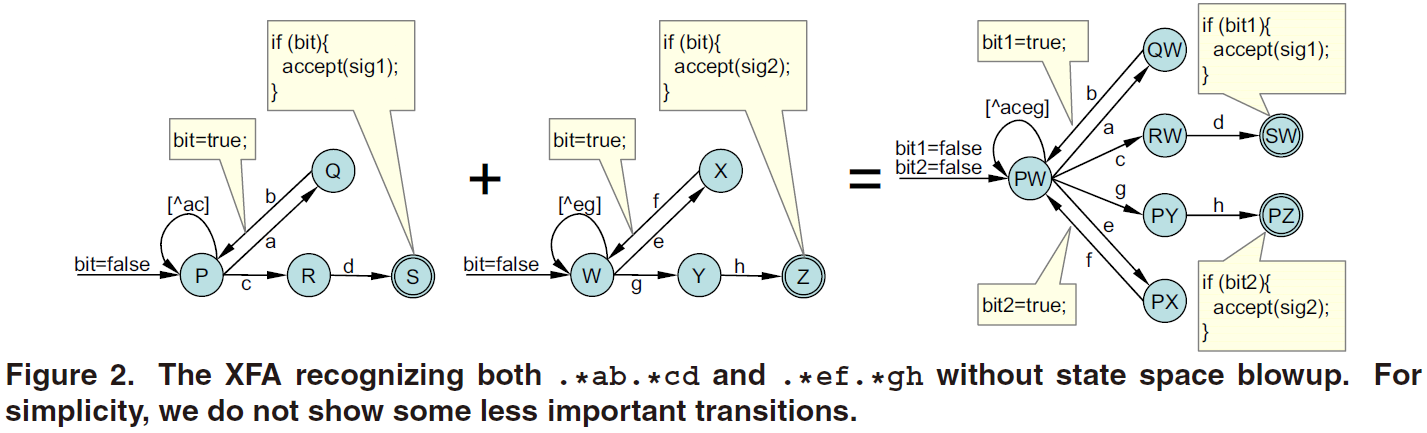 if (bit){
accept(sig1);
}
bit=true;
Q
b
[^ac]
a
bit=false
P
c
R
d
S
+
if (bit){
accept(sig2);
}
bit=true;
X
f
[^eg]
e
bit=false
W
g
Y
h
Z
=
bit1=true;
QW
if (bit1){
accept(sig1);
}
b
[^aceg]
a
RW
d
SW
bit1=false
c
bit2=false
PW
g
PY
h
PZ
e
f
bit2=true;
PX
if (bit2){
accept(sig2);
}
Figure 2. The XFA recognizing both .*ab.*cd and .*ef.*gh without state space blowup. For
simplicity, we do not show some less important transitions.